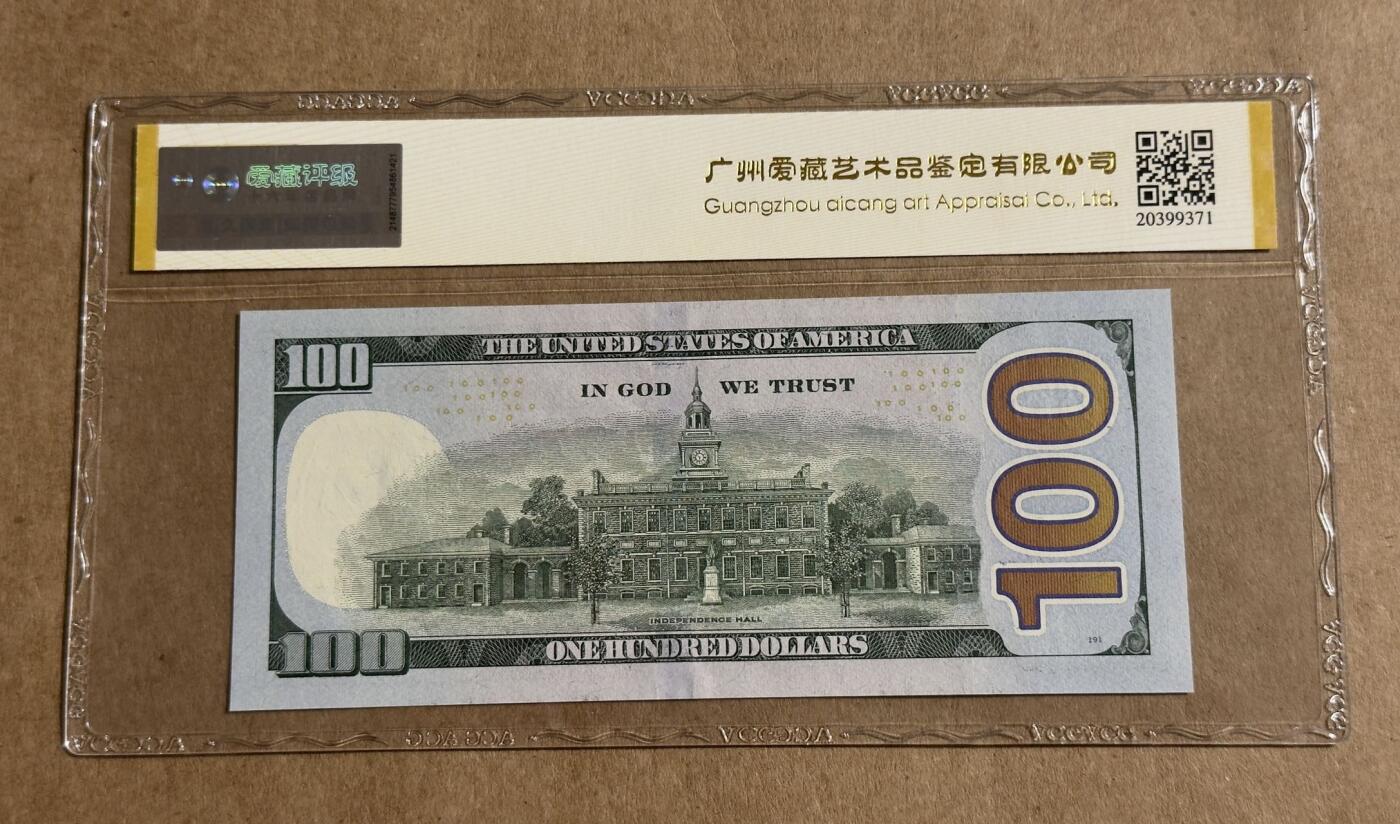 爱藏评级
21487779548651421
广州爱藏艺术品鉴定有限公司
Guangzhou aicang art Appraisal Co., Ltd.
20399371
100
THE UNITED STATES OF AMERICA
IN GOD WE TRUST
100
INDEPENDENCE HALL
100
ONE HUNDRED DOLLARS
191